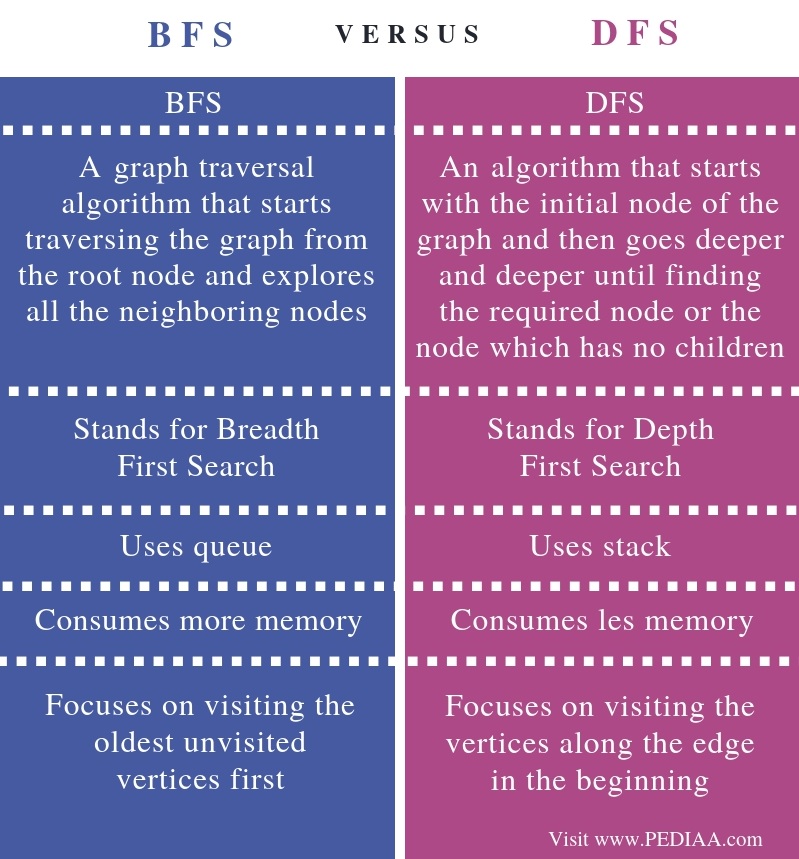 BFS VERSUS DFS
BFS
A graph traversal
algorithm that starts
traversing the graph from
the root node and explores
all the neighboring nodes
Stands for Breadth
First Search
Uses queue
Consumes more memory
Focuses on visiting the
oldest unvisited
vertices first
DFS
An algorithm that starts
with the initial node of the
graph and then goes deeper
and deeper until finding
the required node or the
node which has no children
Stands for Depth
First Search
Uses stack
Consumes les memory
Focuses on visiting the
vertices along the edge
in the beginning
Visit www.PEDIAA.com